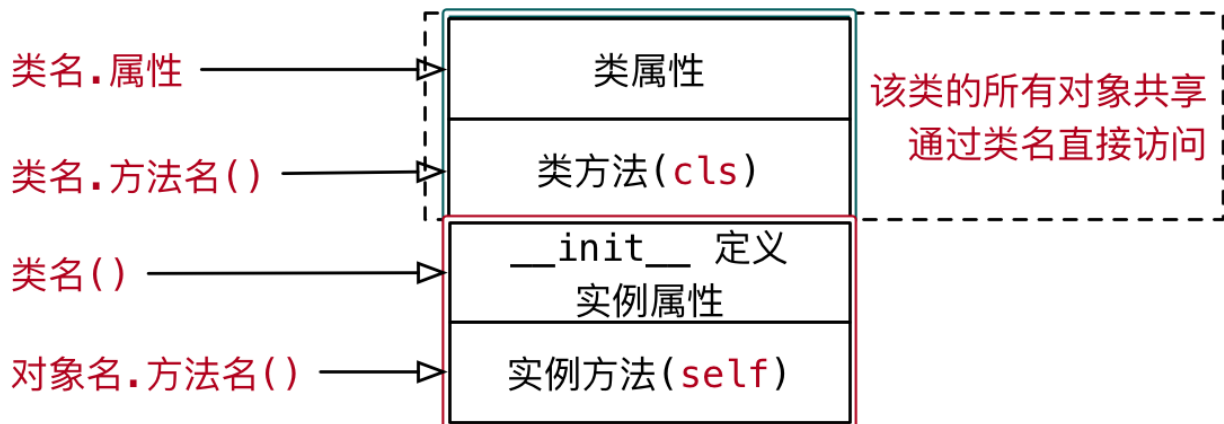 类名.属性
类属性
该类的所有对象共享
通过类名直接访问
类名.方法名()
类方法(cls)
类名()
__init__ 定义
实例属性
对象名.方法名()
实例方法(self)